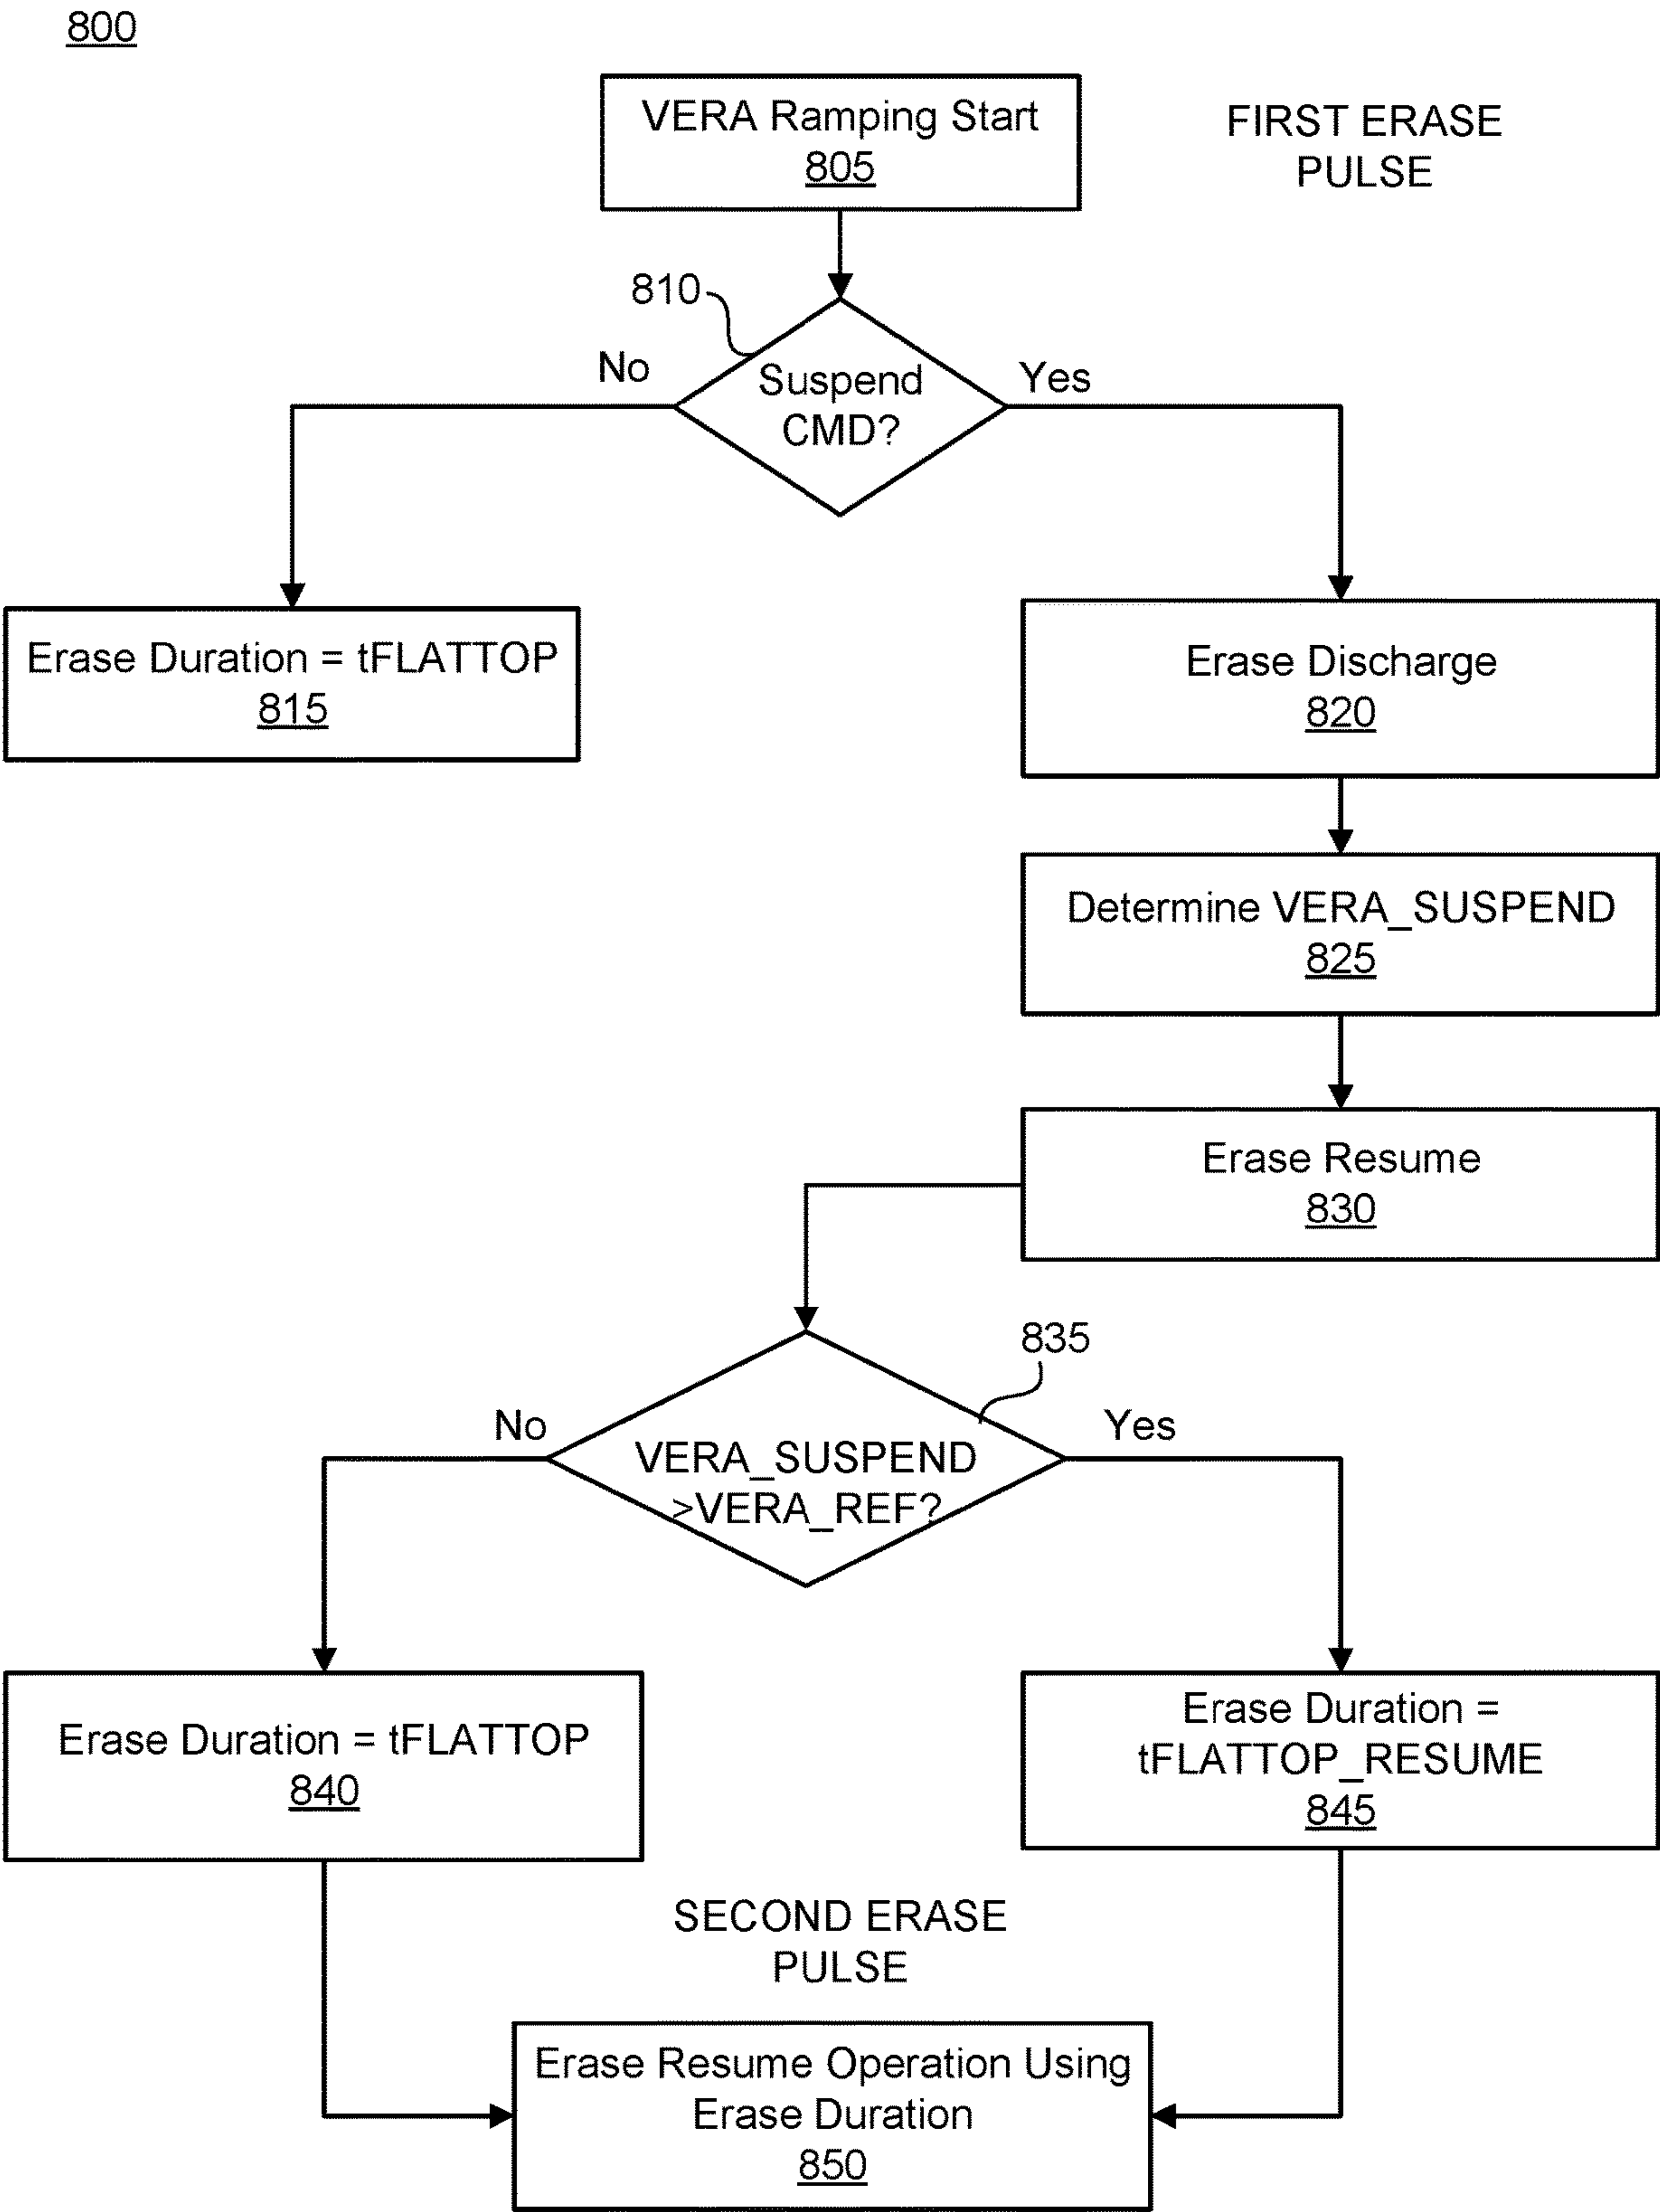 800
VERA Ramping Start
805
FIRST ERASE
PULSE
810
No
Suspend
CMD?
Yes
Erase Duration = tFLATTOP
815
Erase Discharge
820
Determine VERA_SUSPEND
825
Erase Resume
830
835
No
VERA_SUSPEND
>VERA_REF?
Yes
Erase Duration = tFLATTOP
840
Erase Duration =
tFLATTOP_RESUME
845
SECOND ERASE
PULSE
Erase Resume Operation Using
Erase Duration
850